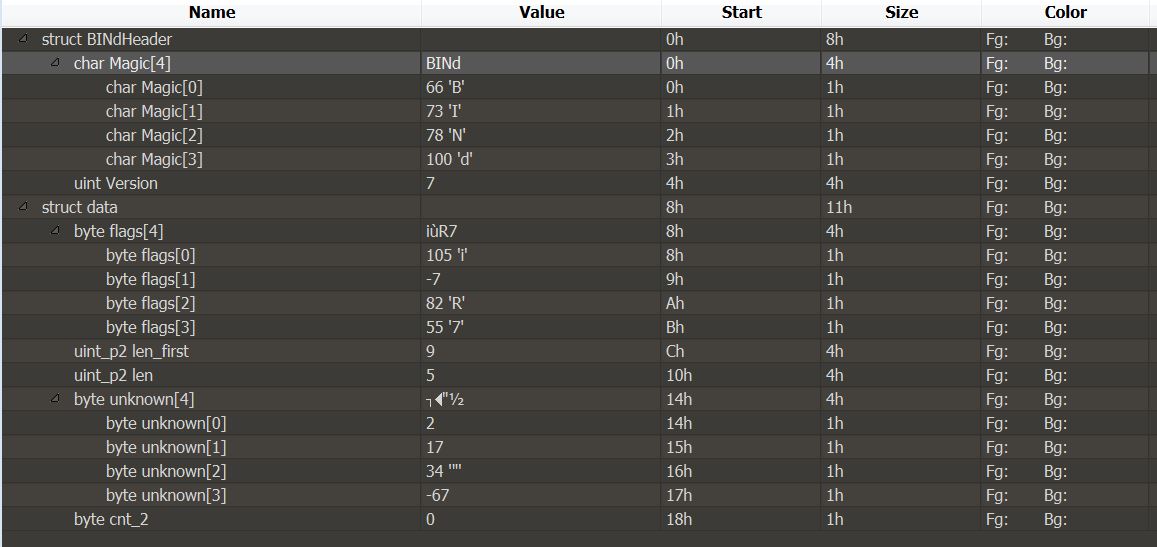 Name Value Start Size Color
struct BINdHeader 0h 8h Fg: Bg:
char Magic[4] BINd 0h 4h Fg: Bg:
char Magic[0] 66 'B' 0h 1h Fg: Bg:
char Magic[1] 73 'I' 1h 1h Fg: Bg:
char Magic[2] 78 'N' 2h 1h Fg: Bg:
char Magic[3] 100 'd' 3h 1h Fg: Bg:
uint Version 7 4h 4h Fg: Bg:
struct data 8h 11h Fg: Bg:
byte flags[4] iùR7 8h 4h Fg: Bg:
byte flags[0] 105 'i' 8h 1h Fg: Bg:
byte flags[1] -7 9h 1h Fg: Bg:
byte flags[2] 82 'R' Ah 1h Fg: Bg:
byte flags[3] 55 '7' Bh 1h Fg: Bg:
uint_p2 len_first 9 Ch 4h Fg: Bg:
uint_p2 len 5 10h 4h Fg: Bg:
byte unknown[4] ┐◀"½ 14h 4h Fg: Bg:
byte unknown[0] 2 14h 1h Fg: Bg:
byte unknown[1] 17 15h 1h Fg: Bg:
byte unknown[2] 34 '"' 16h 1h Fg: Bg:
byte unknown[3] -67 17h 1h Fg: Bg:
byte cnt_2 0 18h 1h Fg: Bg: